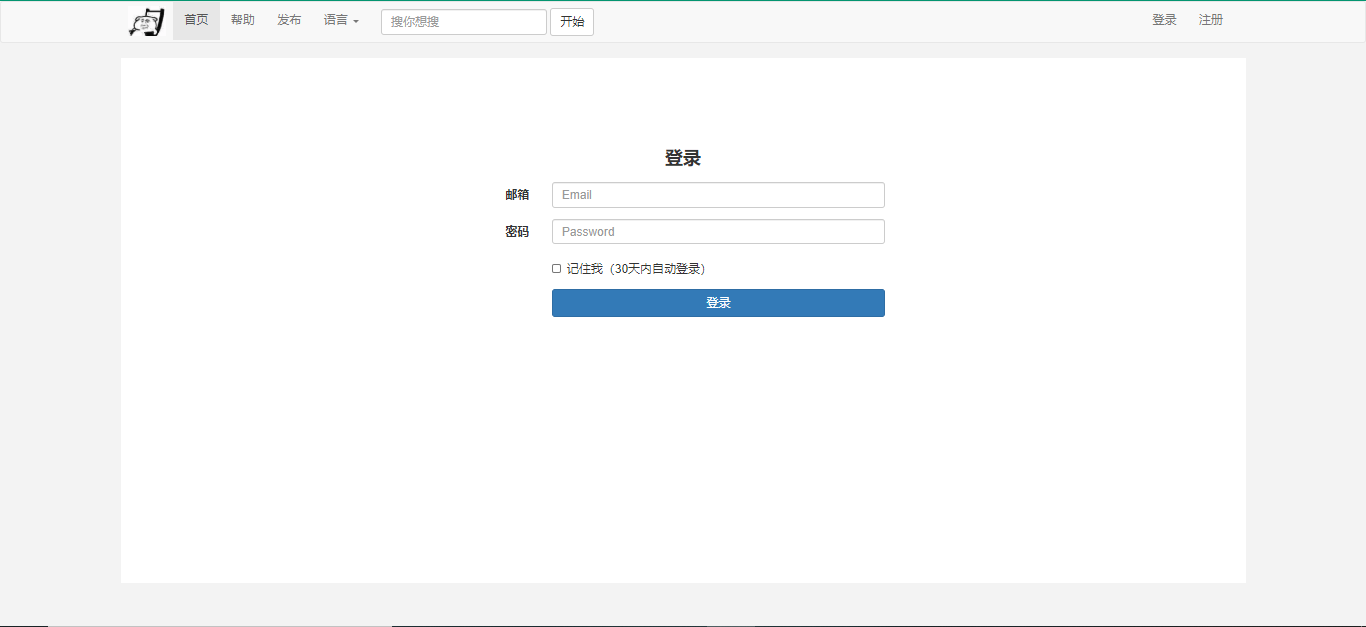 首页 帮助 发布 语言 搜你想搜 开始 登录 注册
登录
邮箱 Email
密码 Password
记住我（30天内自动登录）
登录